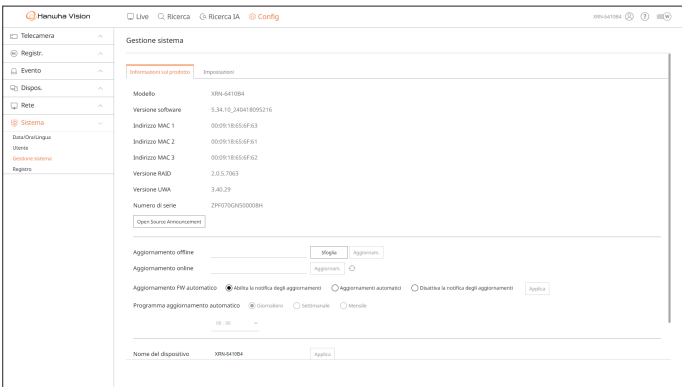 Hanwha Vision
Live
Ricerca
Ricerca IA
Config
XRN-6410B4
Telecamera
Registr.
Evento
Dispos.
Rete
Sistema
Data/Ora/Lingua
Utente
Gestione sistema
Registro
Gestione sistema
Informazioni sul prodotto Impostazioni
Modello XRN-6410B4
Versione software 5.34.10_240418095216
Indirizzo MAC 1 00:09:18:65:6F:63
Indirizzo MAC 2 00:09:18:65:6F:61
Indirizzo MAC 3 00:09:18:65:6F:62
Versione RAID 2.0.5.7063
Versione UWA 3.40.29
Numero di serie ZPF070GN500008H
Open Source Announcement
Aggiornamento offline Sfoglia Aggiornam.
Aggiornamento online Aggiornam.
Aggiornamento FW automatico Abilita la notifica degli aggiornamenti Aggiornamenti automatici Disattiva la notifica degli aggiornamenti Applica
Programma aggiornamento automatico Giornaliero Settimanale Mensile
00 : 00
Nome del dispositivo XRN-6410B4 Applica